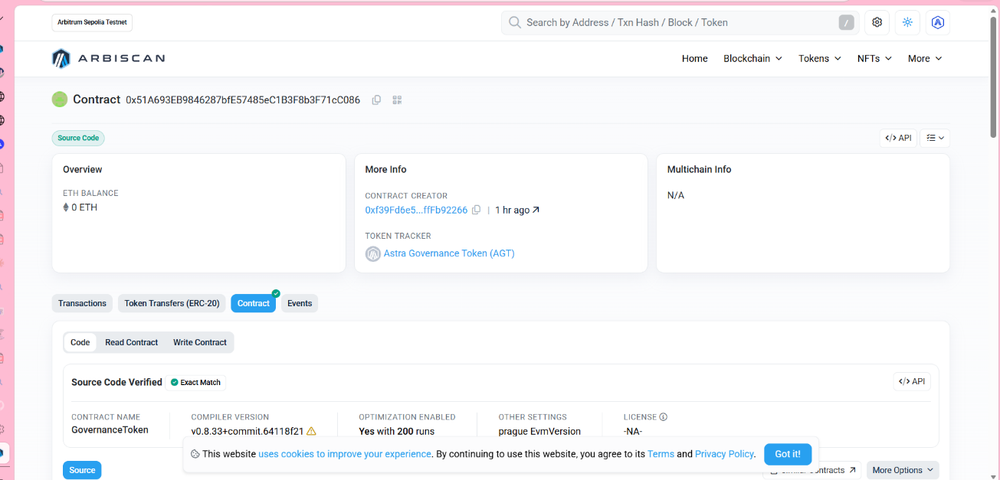 Arbitrum Sepolia Testnet
Search by Address / Txn Hash / Block / Token
/
ARBISCAN
Home Blockchain Tokens NFTs More
Contract 0x51A693EB9846287bfE57485eC1B3F8b3F71cC086
Source Code
</> API
Overview
ETH BALANCE
0 ETH
More Info
CONTRACT CREATOR
0xf39Fd6e5...ffFb92266 | 1 hr ago
TOKEN TRACKER
Astra Governance Token (AGT)
Multichain Info
N/A
Transactions Token Transfers (ERC-20) Contract Events
Code Read Contract Write Contract
Source Code Verified Exact Match
</> API
CONTRACT NAME
GovernanceToken
COMPILER VERSION
v0.8.33+commit.64118f21
OPTIMIZATION ENABLED
Yes with 200 runs
OTHER SETTINGS
prague EvmVersion
LICENSE
-NA-
This website uses cookies to improve your experience. By continuing to use this website, you agree to its Terms and Privacy Policy. Got it!
Source
More Options